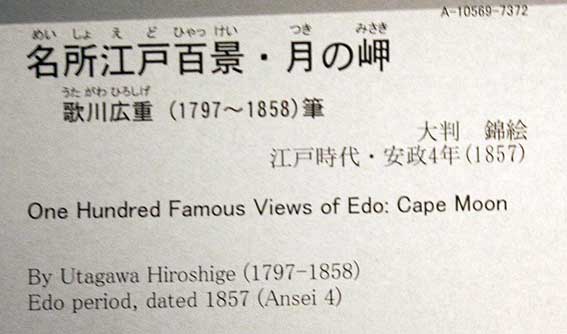 A-10569-7372
めい しょ え ど ひゃっ けい つき みさき
名所江戸百景・月の岬
うた がわ ひろしげ
歌川広重 (1797～1858)筆
大判 錦絵
江戸時代・安政4年(1857)
One Hundred Famous Views of Edo: Cape Moon
By Utagawa Hiroshige (1797-1858)
Edo period, dated 1857 (Ansei 4)